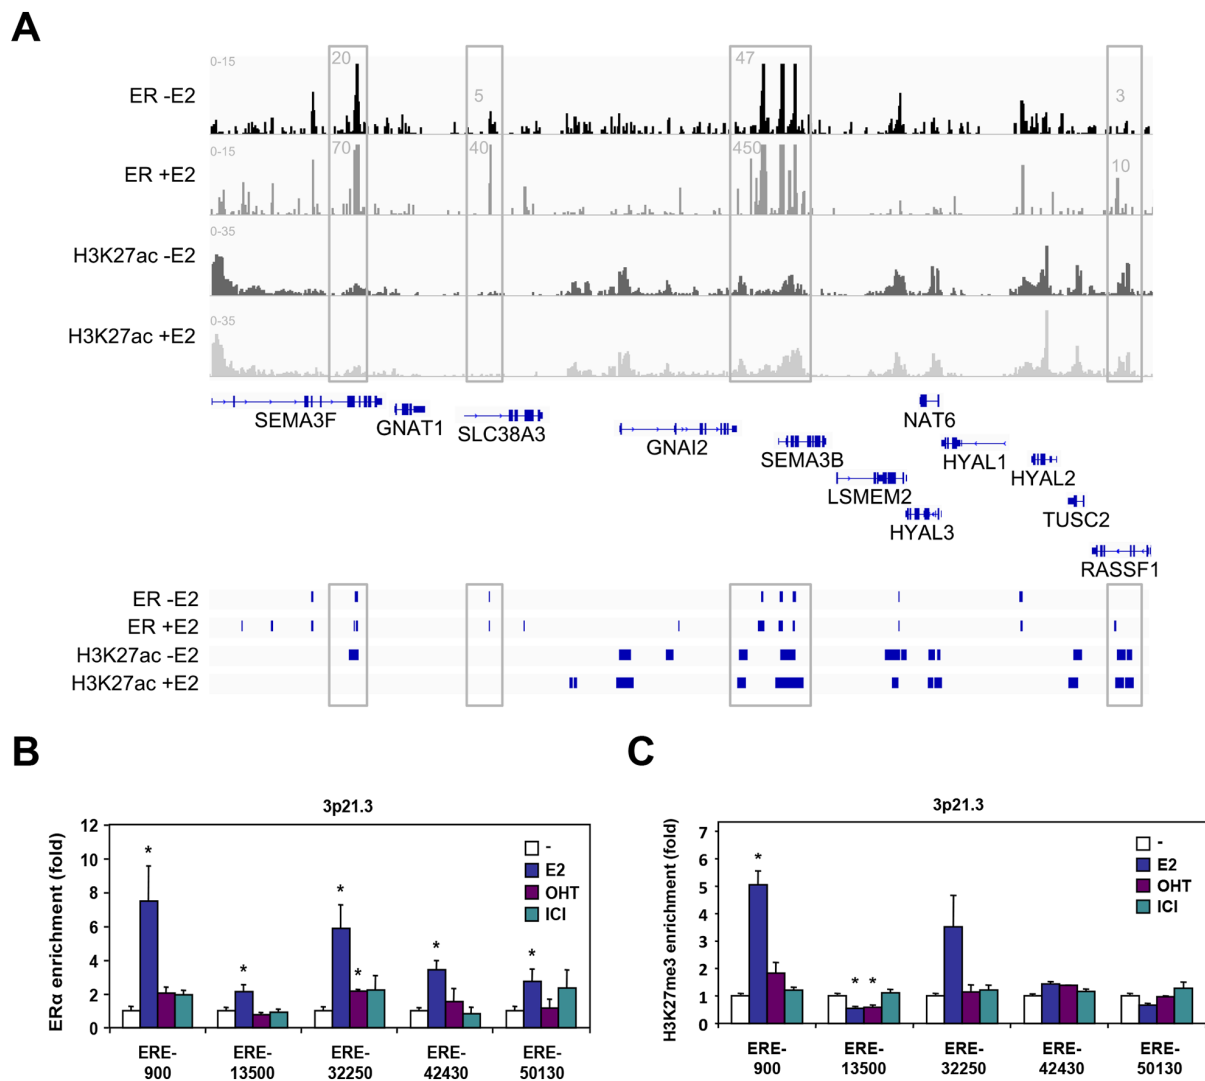 A
0-15
20
5
47
3
ER -E2
0-15
70
40
450
10
ER +E2
0-35
H3K27ac -E2
0-35
H3K27ac +E2
SEMA3F
GNAT1
SLC38A3
GNAI2
SEMA3B
LSMEM2
NAT6
HYAL3
HYAL1
HYAL2
TUSC2
RASSF1
ER -E2
ER +E2
H3K27ac -E2
H3K27ac +E2
B
3p21.3
ERα enrichment (fold)
12
10
8
6
4
2
0
-
E2
OHT
ICI
*
*
*
*
*
*
ERE-
900
ERE-
13500
ERE-
32250
ERE-
42430
ERE-
50130
C
3p21.3
H3K27me3 enrichment (fold)
7
6
5
4
3
2
1
0
-
E2
OHT
ICI
*
* *
ERE-
900
ERE-
13500
ERE-
32250
ERE-
42430
ERE-
50130